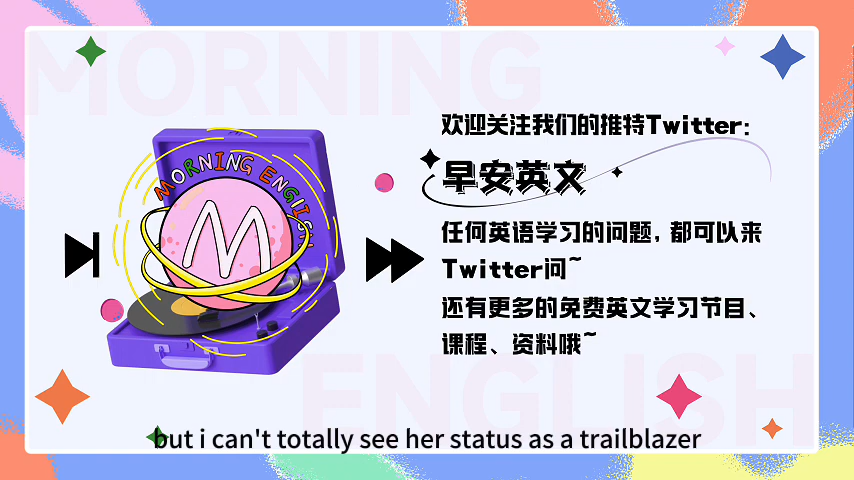 MORNING
欢迎关注我们的推特Twitter:
早安英文
MORNING ENGlISH
M
任何英语学习的问题,都可以来
Twitter问~
还有更多的免费英文学习节目、
课程、资料哦~
ENGLISH
but i can't totally see her status as a trailblazer